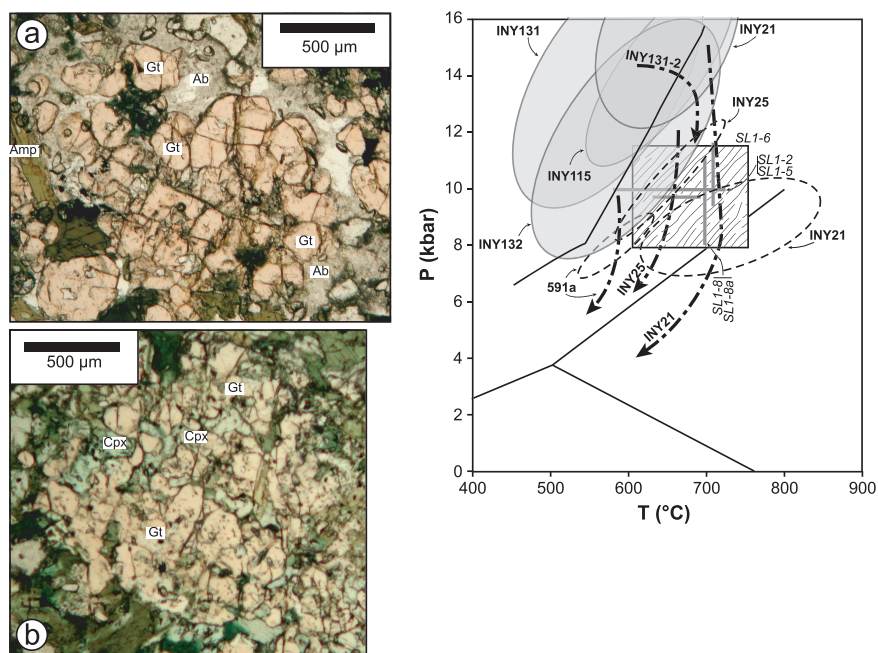 a
500 µm
Gt
Ab
Gt
Amp
Gt
Ab
b
500 µm
Gt
Cpx
Cpx
Gt
P (kbar)
16
14
12
10
8
6
4
2
0
400
500
600
700
800
900
T (°C)
INY131
INY21
INY131-2
INY25
SL1-6
INY115
SL1-2
SL1-5
INY132
INY21
591a
INY25
SL1-8
SL1-8a
INY21